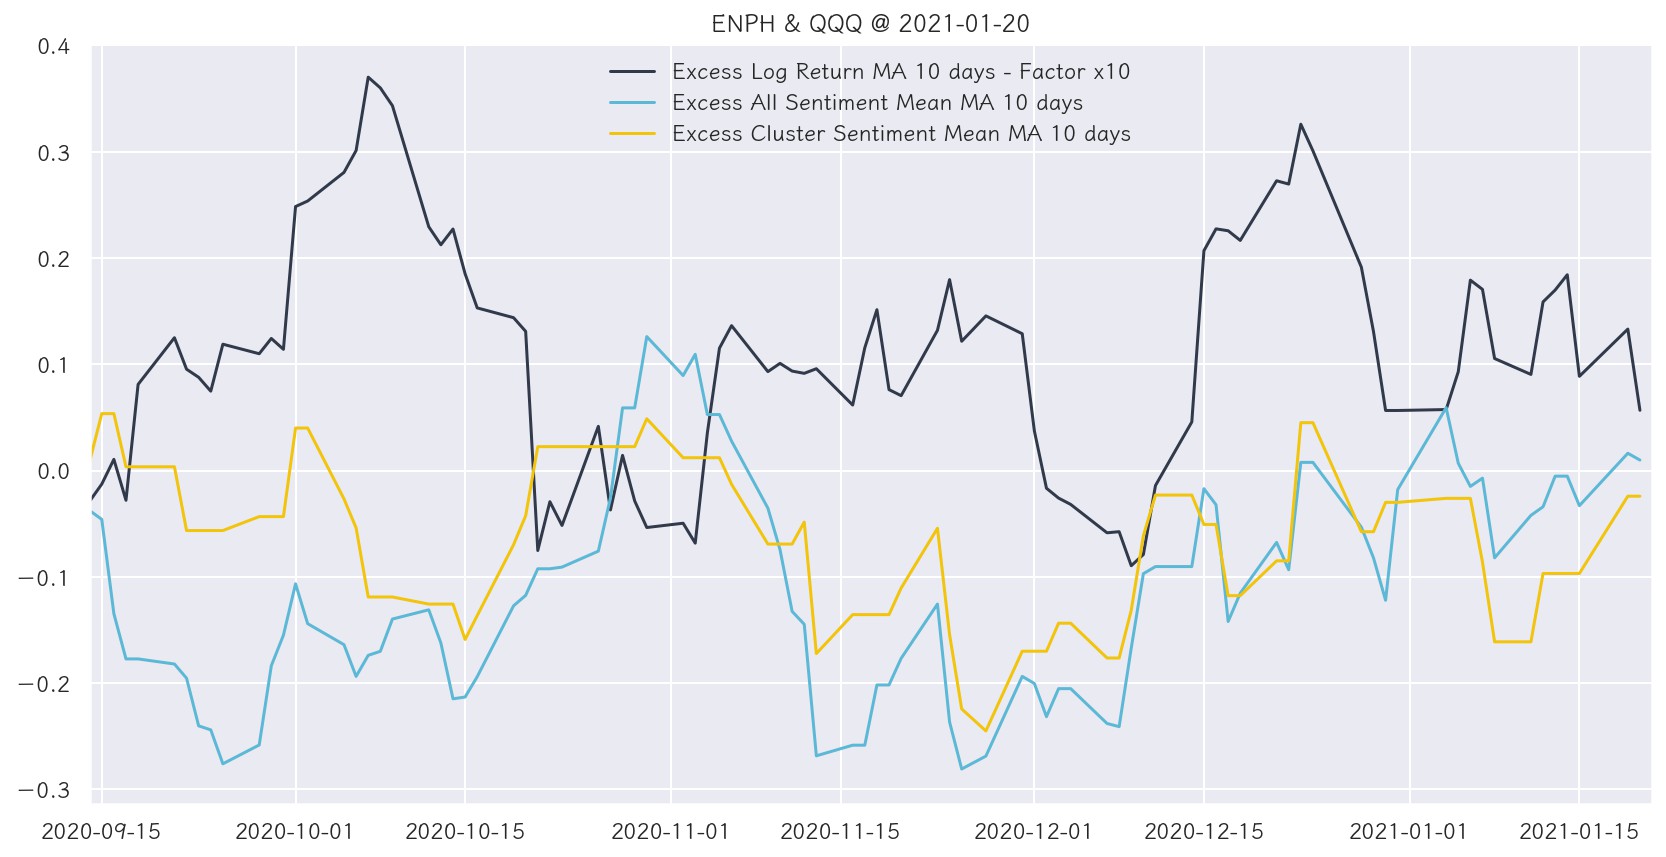 ENPH & QQQ @ 2021-01-20
0.4
Excess Log Return MA 10 days - Factor x10
Excess All Sentiment Mean MA 10 days
Excess Cluster Sentiment Mean MA 10 days
0.3
0.2
0.1
0.0
−0.1
−0.2
−0.3
2020-09-15 2020-10-01 2020-10-15 2020-11-01 2020-11-15 2020-12-01 2020-12-15 2021-01-01 2021-01-15